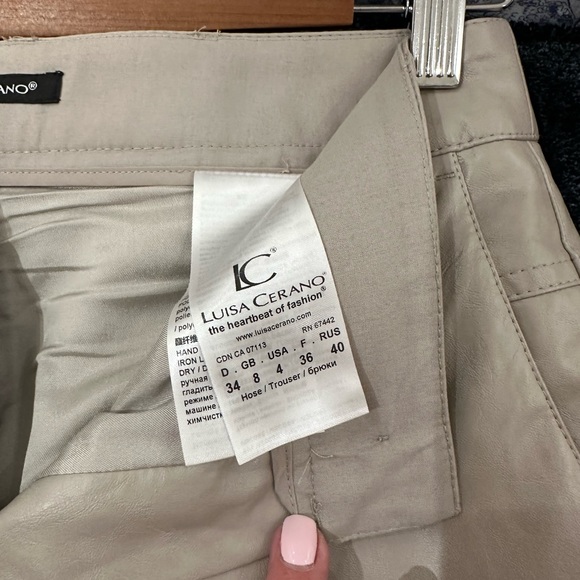 ANO®
LC®
LUISA CERANO®
the heartbeat of fashion®
www.luisacerano.com
CDN CA 07113 RN 67442
D . GB . USA . F . RUS
34 8 4 36 40
Hose / Trouser / брюки
HAND
IRON L
DRY / D
ручная
гладить
режиме
машине
химчист